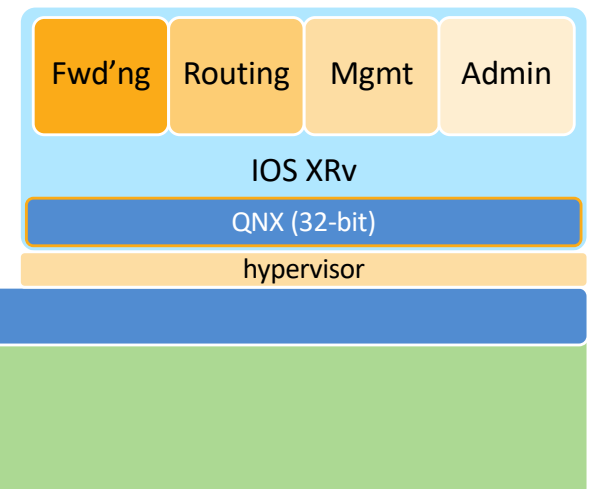 Fwd’ng Routing Mgmt Admin
IOS XRv
QNX (32-bit)
hypervisor